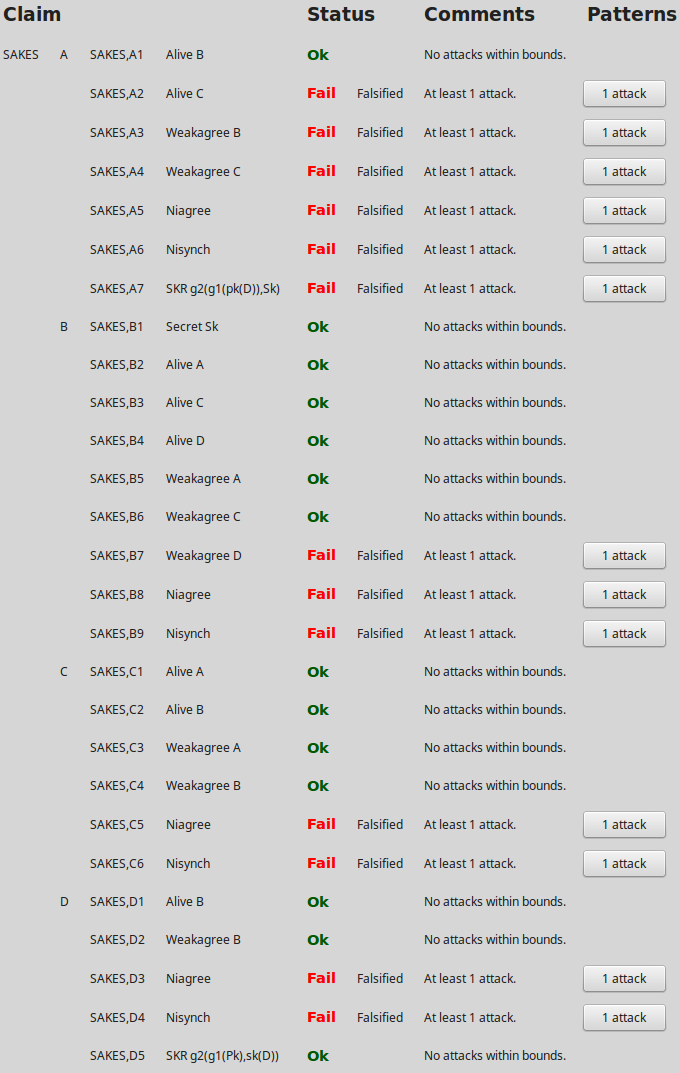 Claim Status Comments Patterns
SAKES A SAKES,A1 Alive B Ok No attacks within bounds.
SAKES,A2 Alive C Fail Falsified At least 1 attack. 1 attack
SAKES,A3 Weakagree B Fail Falsified At least 1 attack. 1 attack
SAKES,A4 Weakagree C Fail Falsified At least 1 attack. 1 attack
SAKES,A5 Niagree Fail Falsified At least 1 attack. 1 attack
SAKES,A6 Nisynch Fail Falsified At least 1 attack. 1 attack
SAKES,A7 SKR g2(g1(pk(D)),Sk) Fail Falsified At least 1 attack. 1 attack
B SAKES,B1 Secret Sk Ok No attacks within bounds.
SAKES,B2 Alive A Ok No attacks within bounds.
SAKES,B3 Alive C Ok No attacks within bounds.
SAKES,B4 Alive D Ok No attacks within bounds.
SAKES,B5 Weakagree A Ok No attacks within bounds.
SAKES,B6 Weakagree C Ok No attacks within bounds.
SAKES,B7 Weakagree D Fail Falsified At least 1 attack. 1 attack
SAKES,B8 Niagree Fail Falsified At least 1 attack. 1 attack
SAKES,B9 Nisynch Fail Falsified At least 1 attack. 1 attack
C SAKES,C1 Alive A Ok No attacks within bounds.
SAKES,C2 Alive B Ok No attacks within bounds.
SAKES,C3 Weakagree A Ok No attacks within bounds.
SAKES,C4 Weakagree B Ok No attacks within bounds.
SAKES,C5 Niagree Fail Falsified At least 1 attack. 1 attack
SAKES,C6 Nisynch Fail Falsified At least 1 attack. 1 attack
D SAKES,D1 Alive B Ok No attacks within bounds.
SAKES,D2 Weakagree B Ok No attacks within bounds.
SAKES,D3 Niagree Fail Falsified At least 1 attack. 1 attack
SAKES,D4 Nisynch Fail Falsified At least 1 attack. 1 attack
SAKES,D5 SKR g2(g1(Pk),sk(D)) Ok No attacks within bounds.